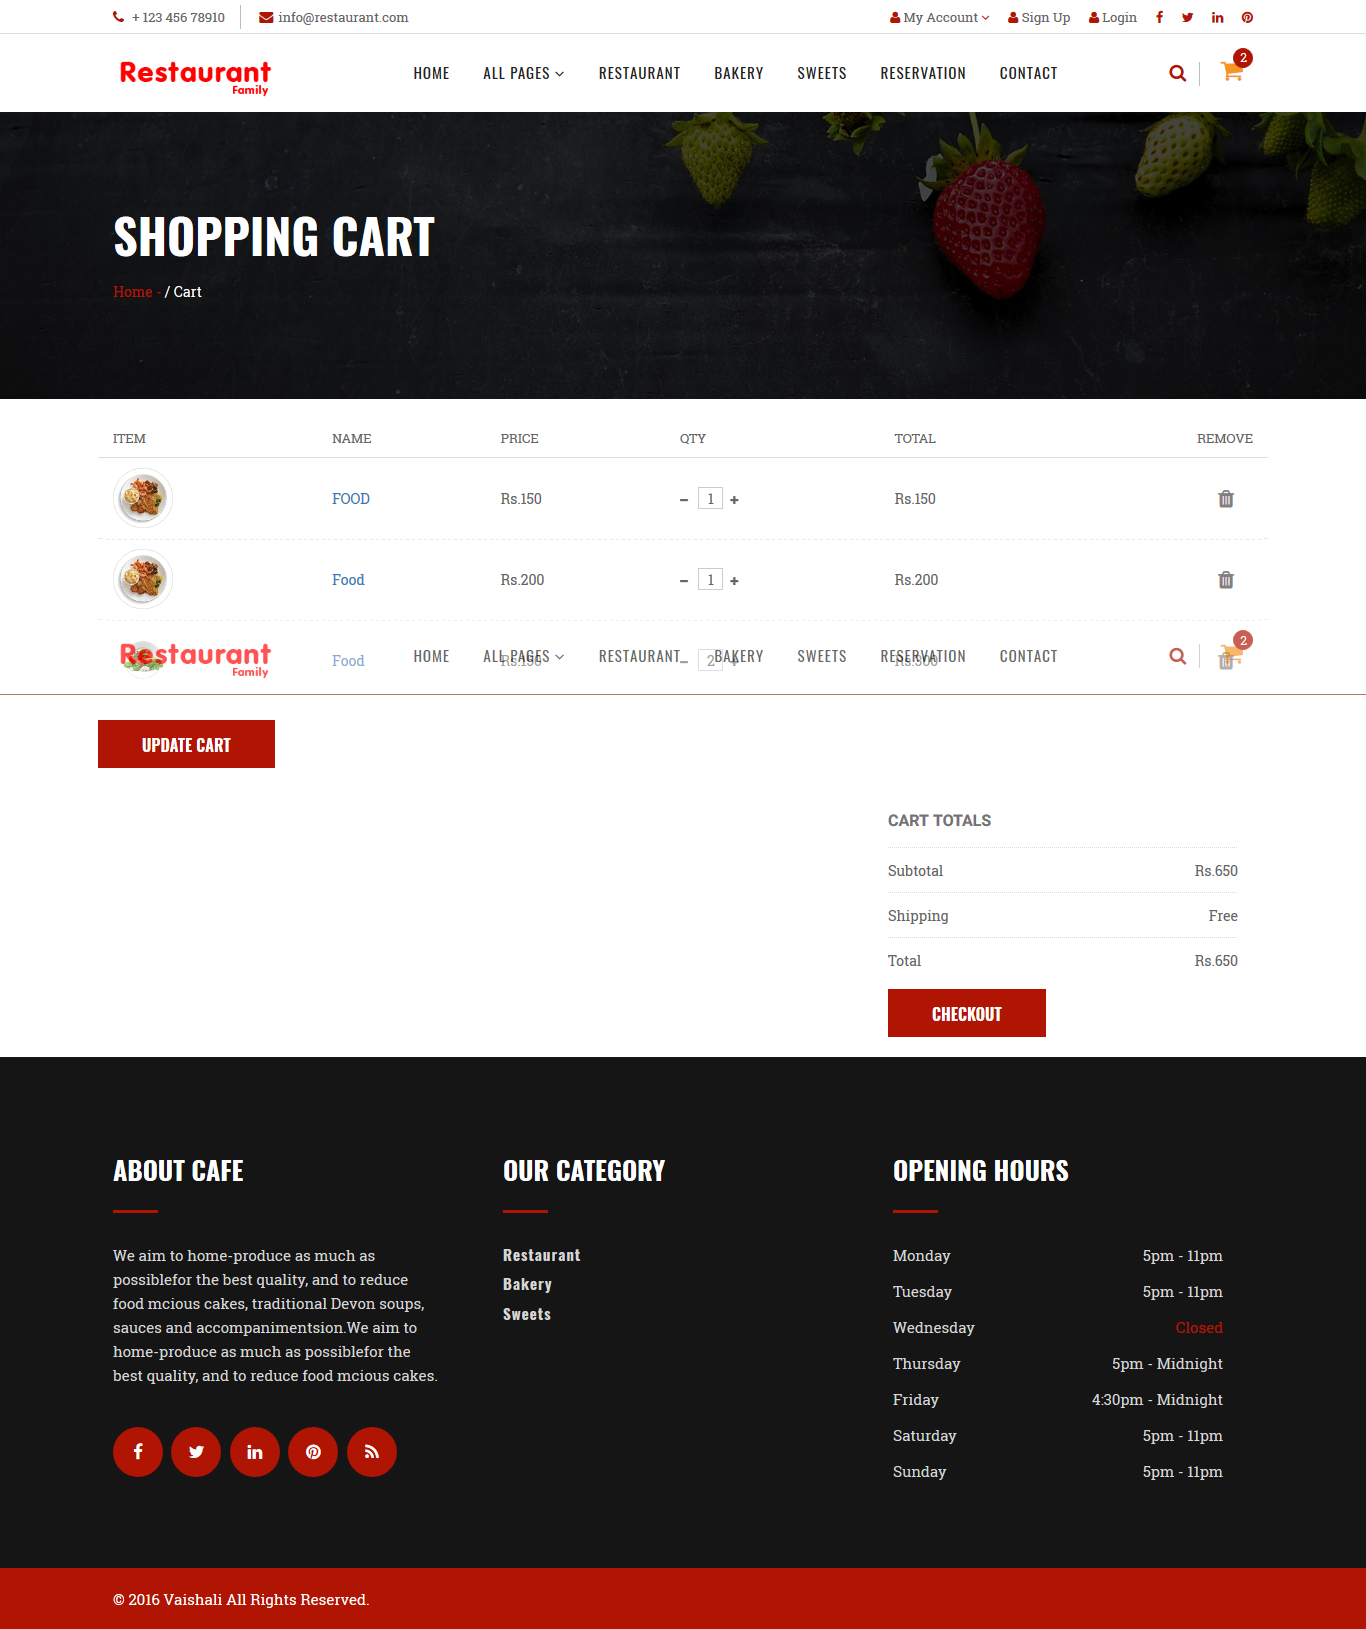 + 123 456 78910 info@restaurant.com My Account Sign Up Login
Restaurant
Family
HOME ALL PAGES RESTAURANT BAKERY SWEETS RESERVATION CONTACT 2
SHOPPING CART
Home - / Cart
ITEM NAME PRICE QTY TOTAL REMOVE
FOOD Rs.150 - 1 + Rs.150
Food Rs.200 - 1 + Rs.200
Restaurant
Family
HOME ALL PAGES RESTAURANT BAKERY SWEETS RESERVATION CONTACT 2
Food Rs.150 - 2 + Rs.300
UPDATE CART
CART TOTALS
Subtotal Rs.650
Shipping Free
Total Rs.650
CHECKOUT
ABOUT CAFE
We aim to home-produce as much as
possiblefor the best quality, and to reduce
food mcious cakes, traditional Devon soups,
sauces and accompanimentsion.We aim to
home-produce as much as possiblefor the
best quality, and to reduce food mcious cakes.
OUR CATEGORY
Restaurant
Bakery
Sweets
OPENING HOURS
Monday 5pm - 11pm
Tuesday 5pm - 11pm
Wednesday Closed
Thursday 5pm - Midnight
Friday 4:30pm - Midnight
Saturday 5pm - 11pm
Sunday 5pm - 11pm
© 2016 Vaishali All Rights Reserved.